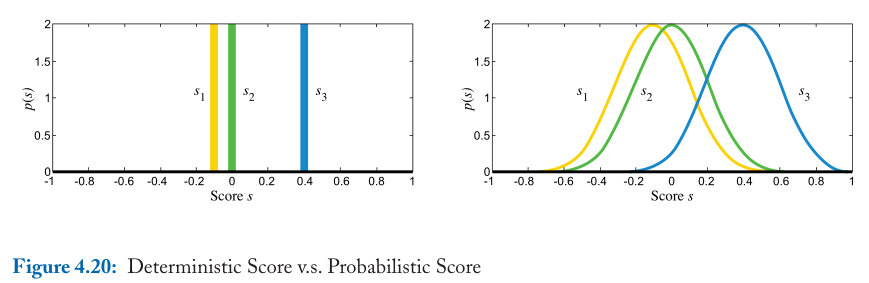 2
1.5
1
0.5
0
p(s)
s1
s2
s3
-1 -0.8 -0.6 -0.4 -0.2 0 0.2 0.4 0.6 0.8 1
Score s
2
1.5
1
0.5
0
p(s)
s1
s2
s3
-1 -0.8 -0.6 -0.4 -0.2 0 0.2 0.4 0.6 0.8 1
Score s
Figure 4.20: Deterministic Score v.s. Probabilistic Score